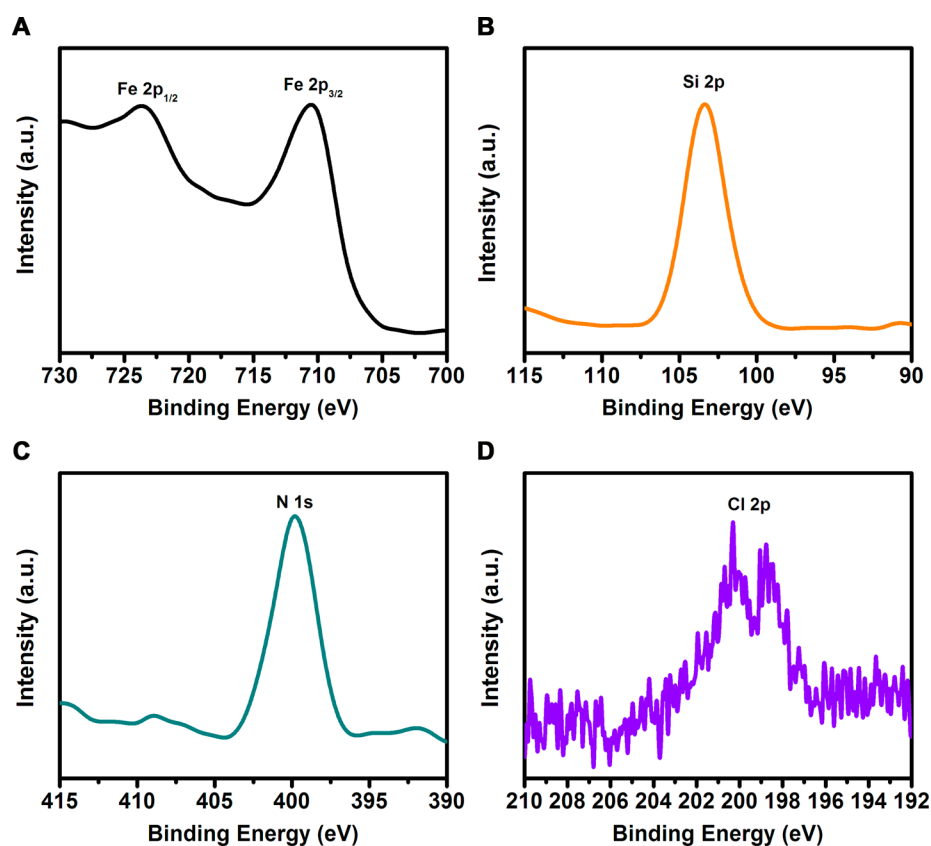 A
Fe 2p1/2
Fe 2p3/2
Intensity (a.u.)
730 725 720 715 710 705 700
Binding Energy (eV)
B
Si 2p
Intensity (a.u.)
115 110 105 100 95 90
Binding Energy (eV)
C
N 1s
Intensity (a.u.)
415 410 405 400 395 390
Binding Energy (eV)
D
Cl 2p
Intensity (a.u.)
210 208 206 204 202 200 198 196 194 192
Binding Energy (eV)